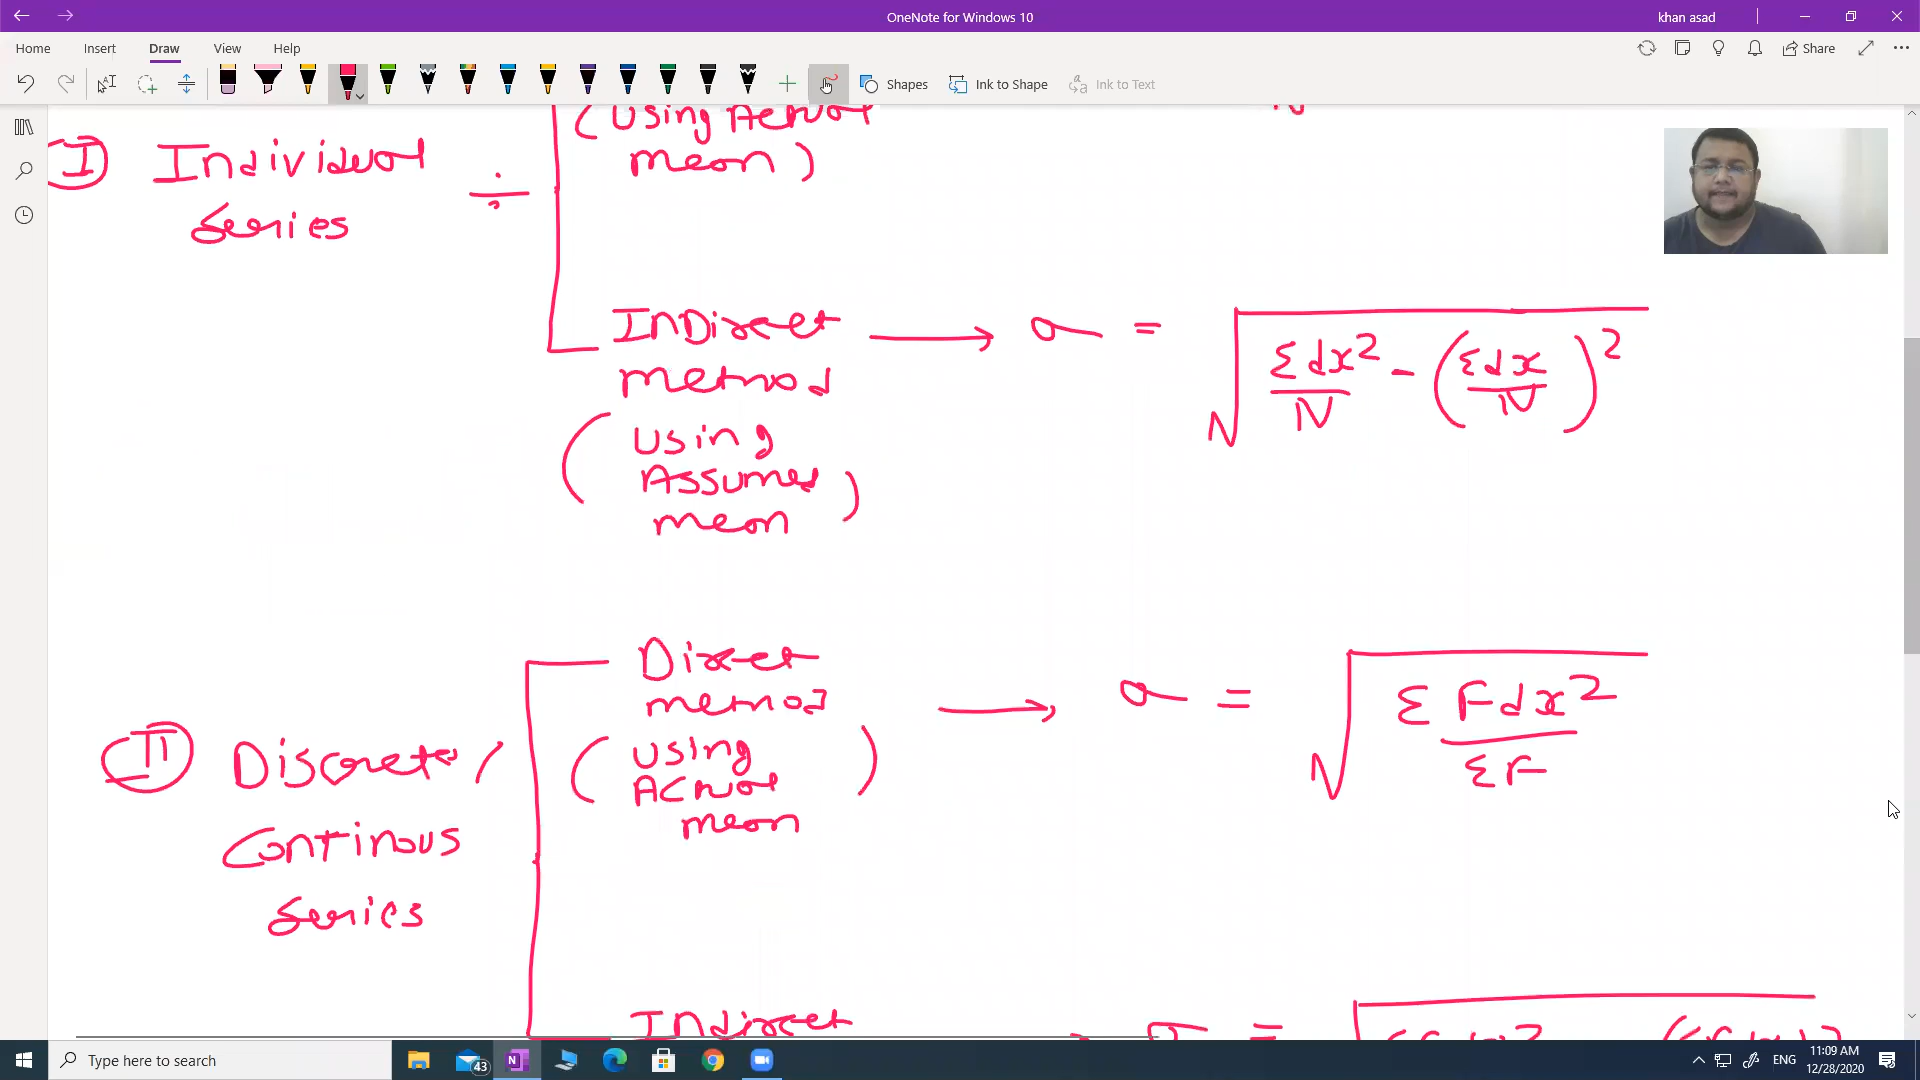 OneNote for Windows 10
khan asad
Home Insert Draw View Help
Share
Shapes
Ink to Shape
Ink to Text
(Using Actual
mean)
N
I Individual
Series
InDirect
method
(Using
Assumed
mean)
σ = √ Σdx²/N - (Σdx/N)²
II Discrete/
Continous
Series
Direct
method
(Using
Actual
mean)
σ = √ ΣFdx²/ΣF
Indirect
σ =
Type here to search
43
ENG
11:09 AM
12/28/2020